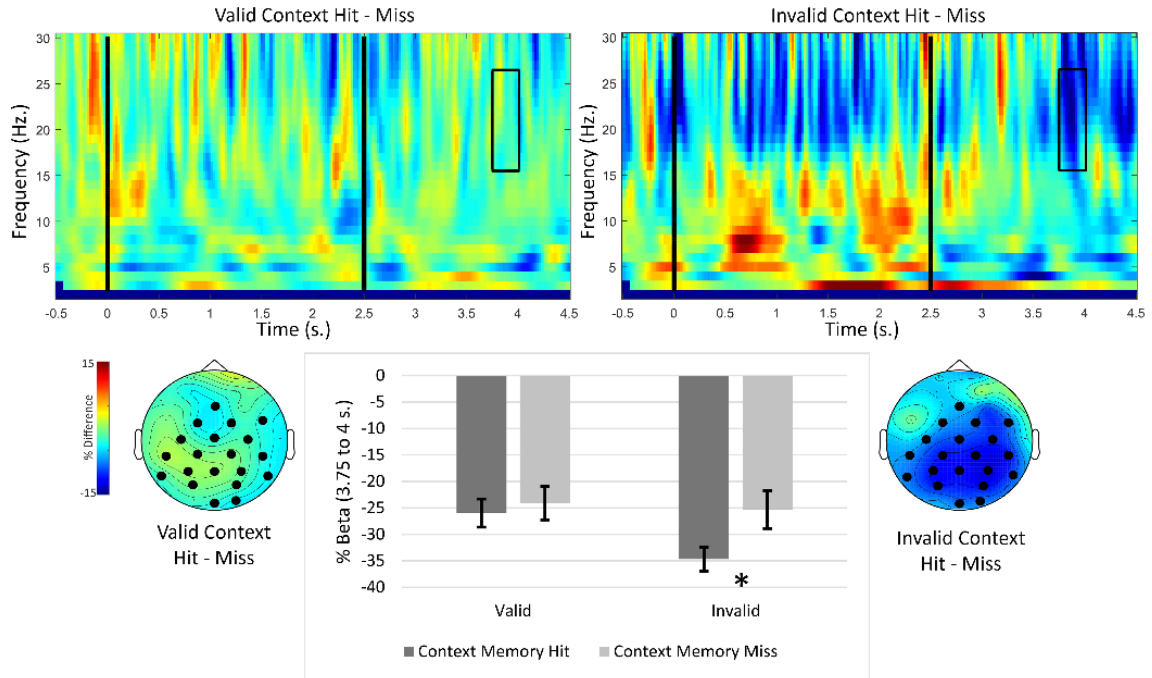 Valid Context Hit - Miss
Frequency (Hz.)
30
25
20
15
10
5
-0.5 0 0.5 1 1.5 2 2.5 3 3.5 4 4.5
Time (s.)
Invalid Context Hit - Miss
Frequency (Hz.)
30
25
20
15
10
5
-0.5 0 0.5 1 1.5 2 2.5 3 3.5 4 4.5
Time (s.)
15
% Difference
-15
Valid Context
Hit - Miss
% Beta (3.75 to 4 s.)
0
-5
-10
-15
-20
-25
-30
-35
-40
*
Valid Invalid
Context Memory Hit Context Memory Miss
Invalid Context
Hit - Miss